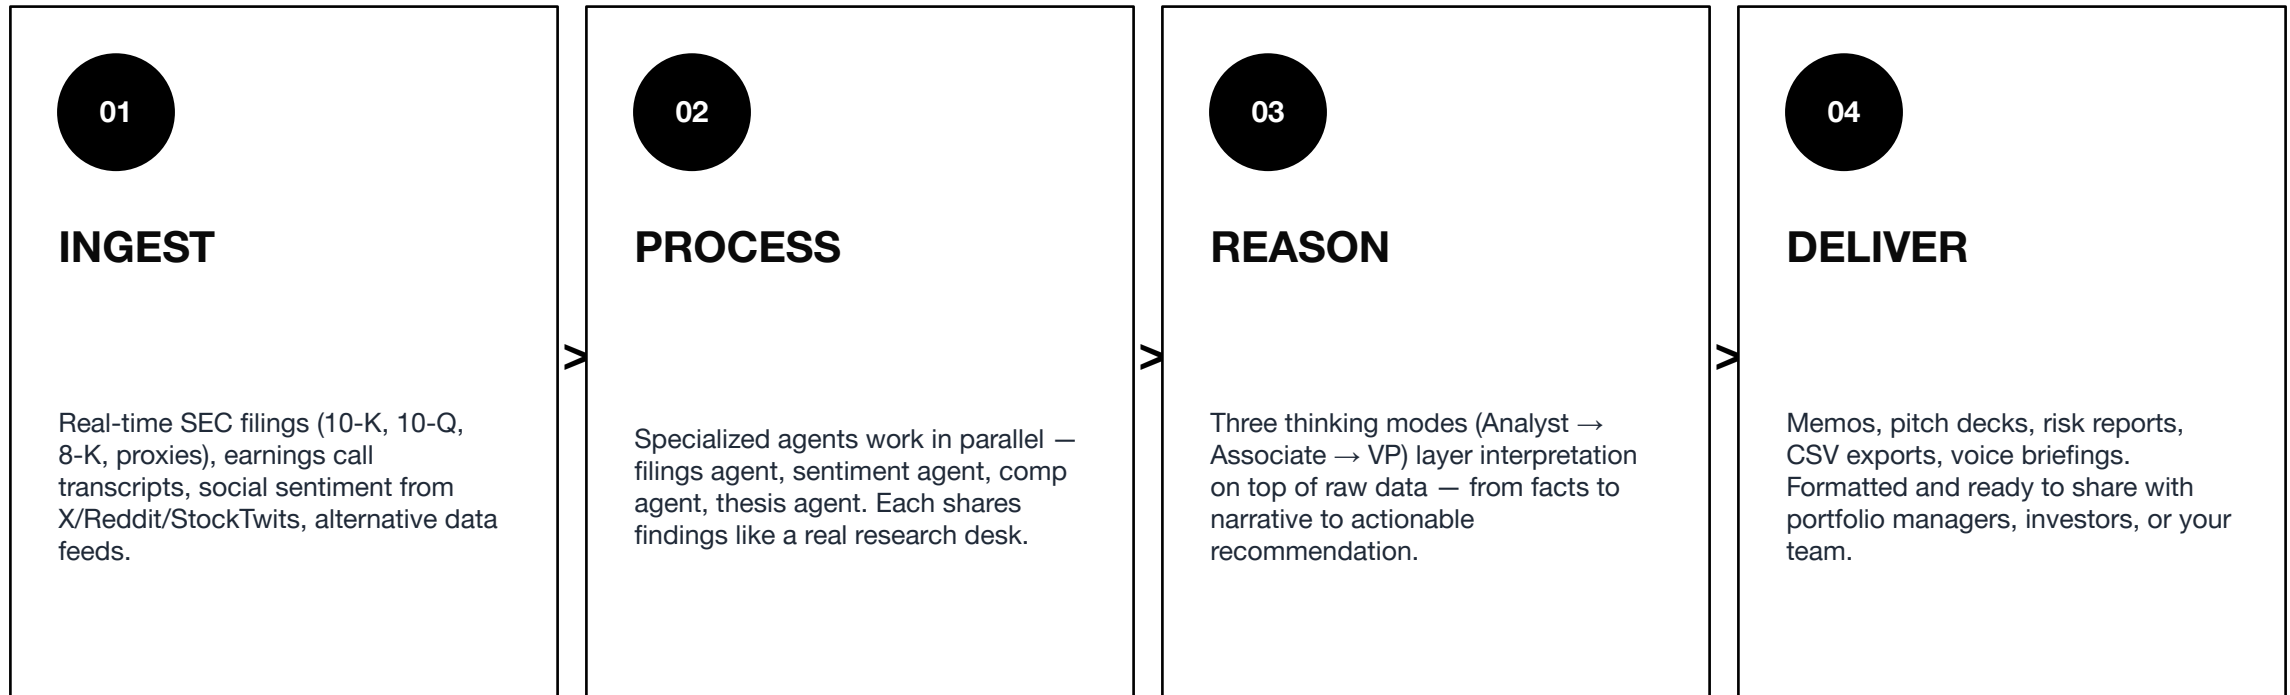 01
INGEST
Real-time SEC filings (10-K, 10-Q,
8-K, proxies), earnings call
transcripts, social sentiment from
X/Reddit/StockTwits, alternative data
feeds.
>
02
PROCESS
Specialized agents work in parallel —
filings agent, sentiment agent, comp
agent, thesis agent. Each shares
findings like a real research desk.
>
03
REASON
Three thinking modes (Analyst →
Associate → VP) layer interpretation
on top of raw data — from facts to
narrative to actionable
recommendation.
>
04
DELIVER
Memos, pitch decks, risk reports,
CSV exports, voice briefings.
Formatted and ready to share with
portfolio managers, investors, or your
team.